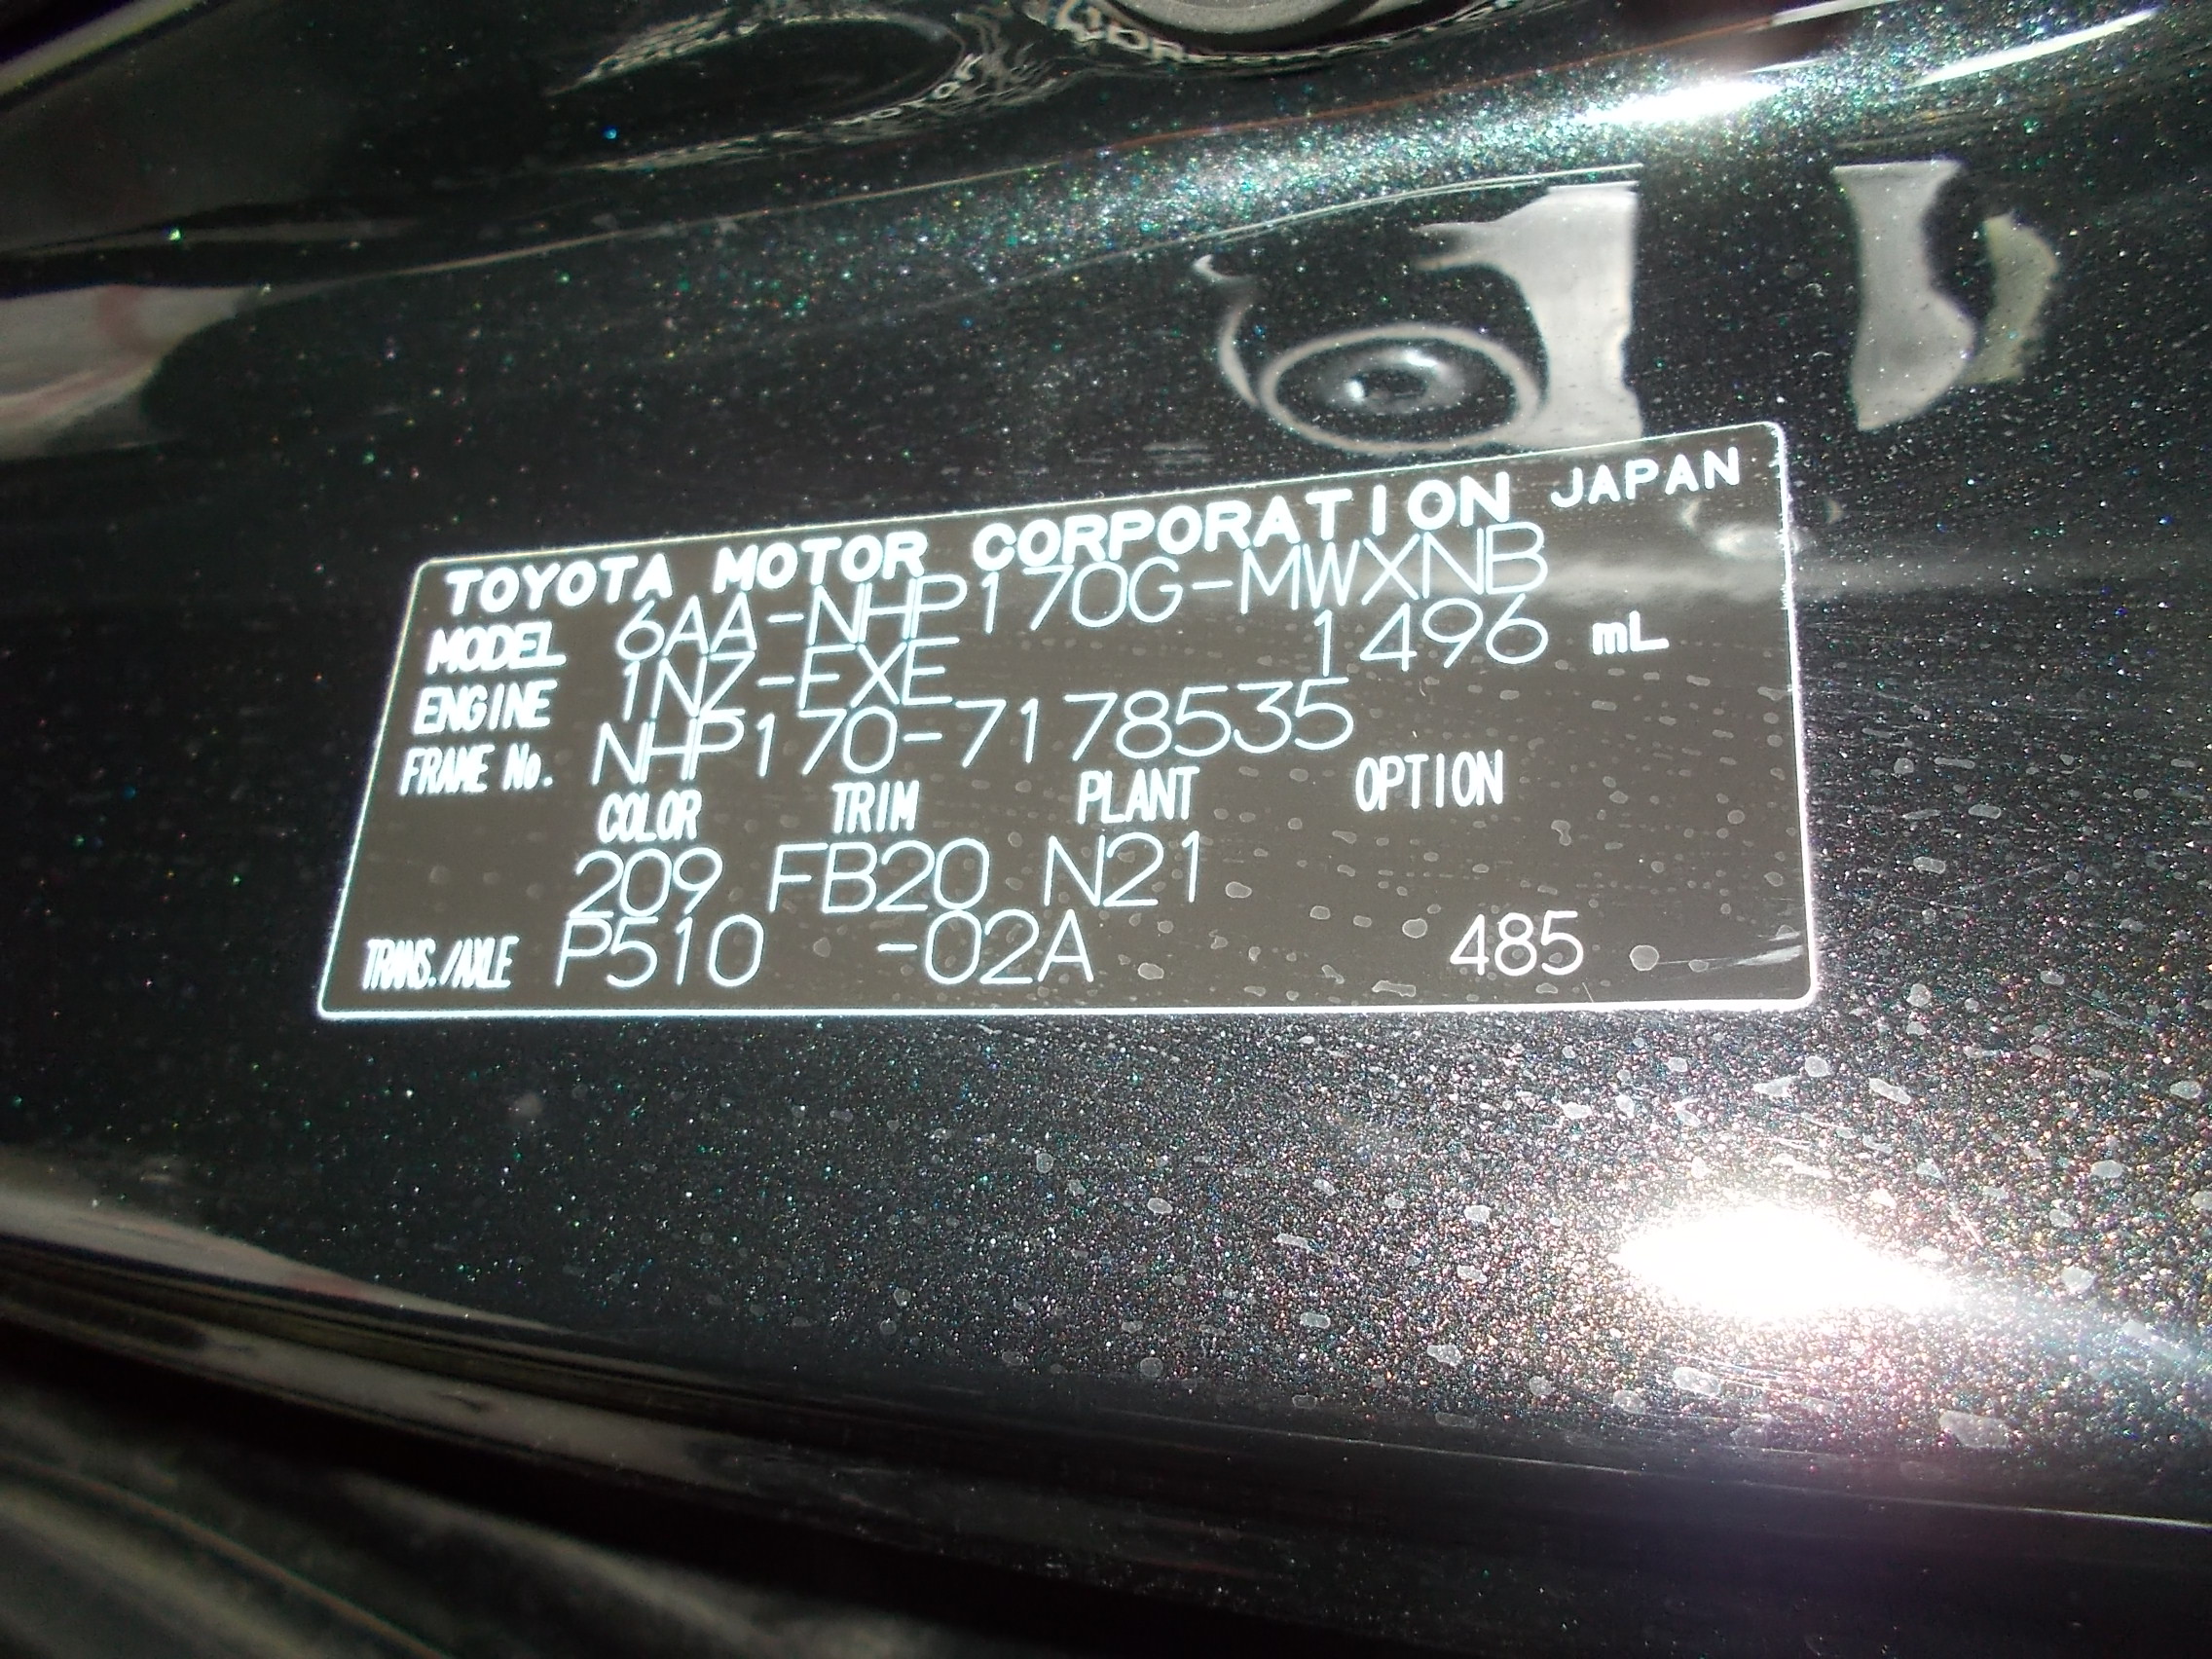 TOYOTA MOTOR CORPORATION JAPAN
MODEL 6AA-NHP170G-MWXNB
ENGINE 1NZ-FXE 1496 mL
FRAME No. NHP170-7178535
COLOR TRIM PLANT OPTION
209 FB20 N21
TRANS./AXLE P510 -02A 485